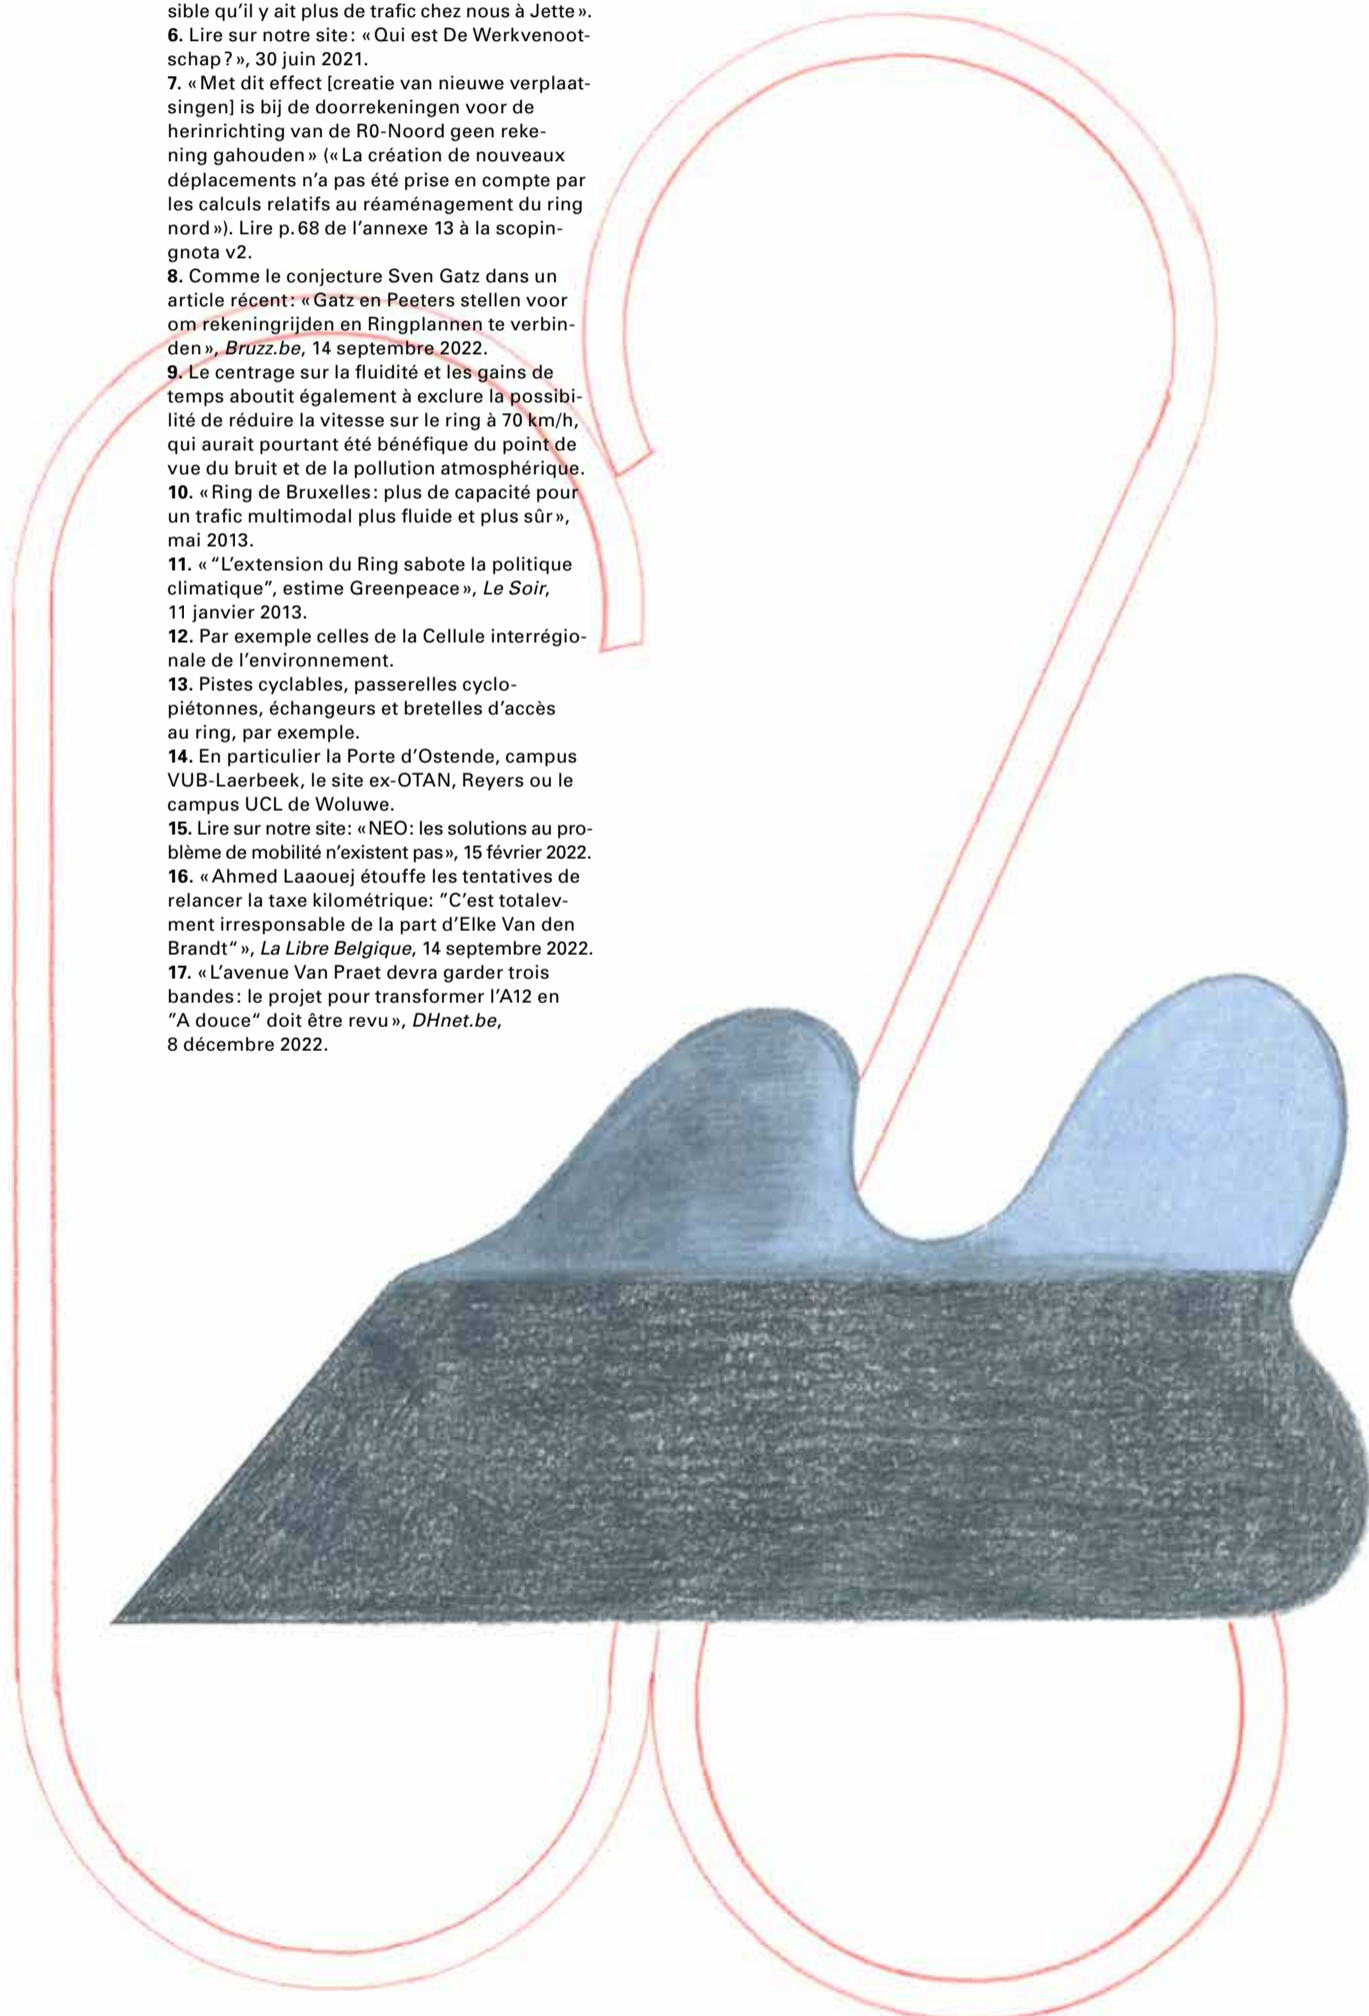 sible qu'il y ait plus de trafic chez nous à Jette ».
6. Lire sur notre site : « Qui est De Werkvenoot-
schap ? », 30 juin 2021.
7. « Met dit effect [creatie van nieuwe verplaat-
singen] is bij de doorrekeningen voor de
herinrichting van de R0-Noord geen reke-
ning gahouden » (« La création de nouveaux
déplacements n'a pas été prise en compte par
les calculs relatifs au réaménagement du ring
nord »). Lire p. 68 de l'annexe 13 à la scopin-
gnota v2.
8. Comme le conjecture Sven Gatz dans un
article récent : « Gatz en Peeters stellen voor
om rekeningrijden en Ringplannen te verbin-
den », Bruzz.be, 14 septembre 2022.
9. Le centrage sur la fluidité et les gains de
temps aboutit également à exclure la possibi-
lité de réduire la vitesse sur le ring à 70 km/h,
qui aurait pourtant été bénéfique du point de
vue du bruit et de la pollution atmosphérique.
10. « Ring de Bruxelles : plus de capacité pour
un trafic multimodal plus fluide et plus sûr »,
mai 2013.
11. « “L'extension du Ring sabote la politique
climatique”, estime Greenpeace », Le Soir,
11 janvier 2013.
12. Par exemple celles de la Cellule interrégio-
nale de l'environnement.
13. Pistes cyclables, passerelles cyclo-
piétonnes, échangeurs et bretelles d'accès
au ring, par exemple.
14. En particulier la Porte d'Ostende, campus
VUB-Laerbeek, le site ex-OTAN, Reyers ou le
campus UCL de Woluwe.
15. Lire sur notre site : « NEO : les solutions au pro-
blème de mobilité n'existent pas », 15 février 2022.
16. « Ahmed Laaouej étouffe les tentatives de
relancer la taxe kilométrique: ”C'est totalev-
ment irresponsable de la part d'Elke Van den
Brandt“ », La Libre Belgique, 14 septembre 2022.
17. « L'avenue Van Praet devra garder trois
bandes : le projet pour transformer l'A12 en
”A douce“ doit être revu », DHnet.be,
8 décembre 2022.